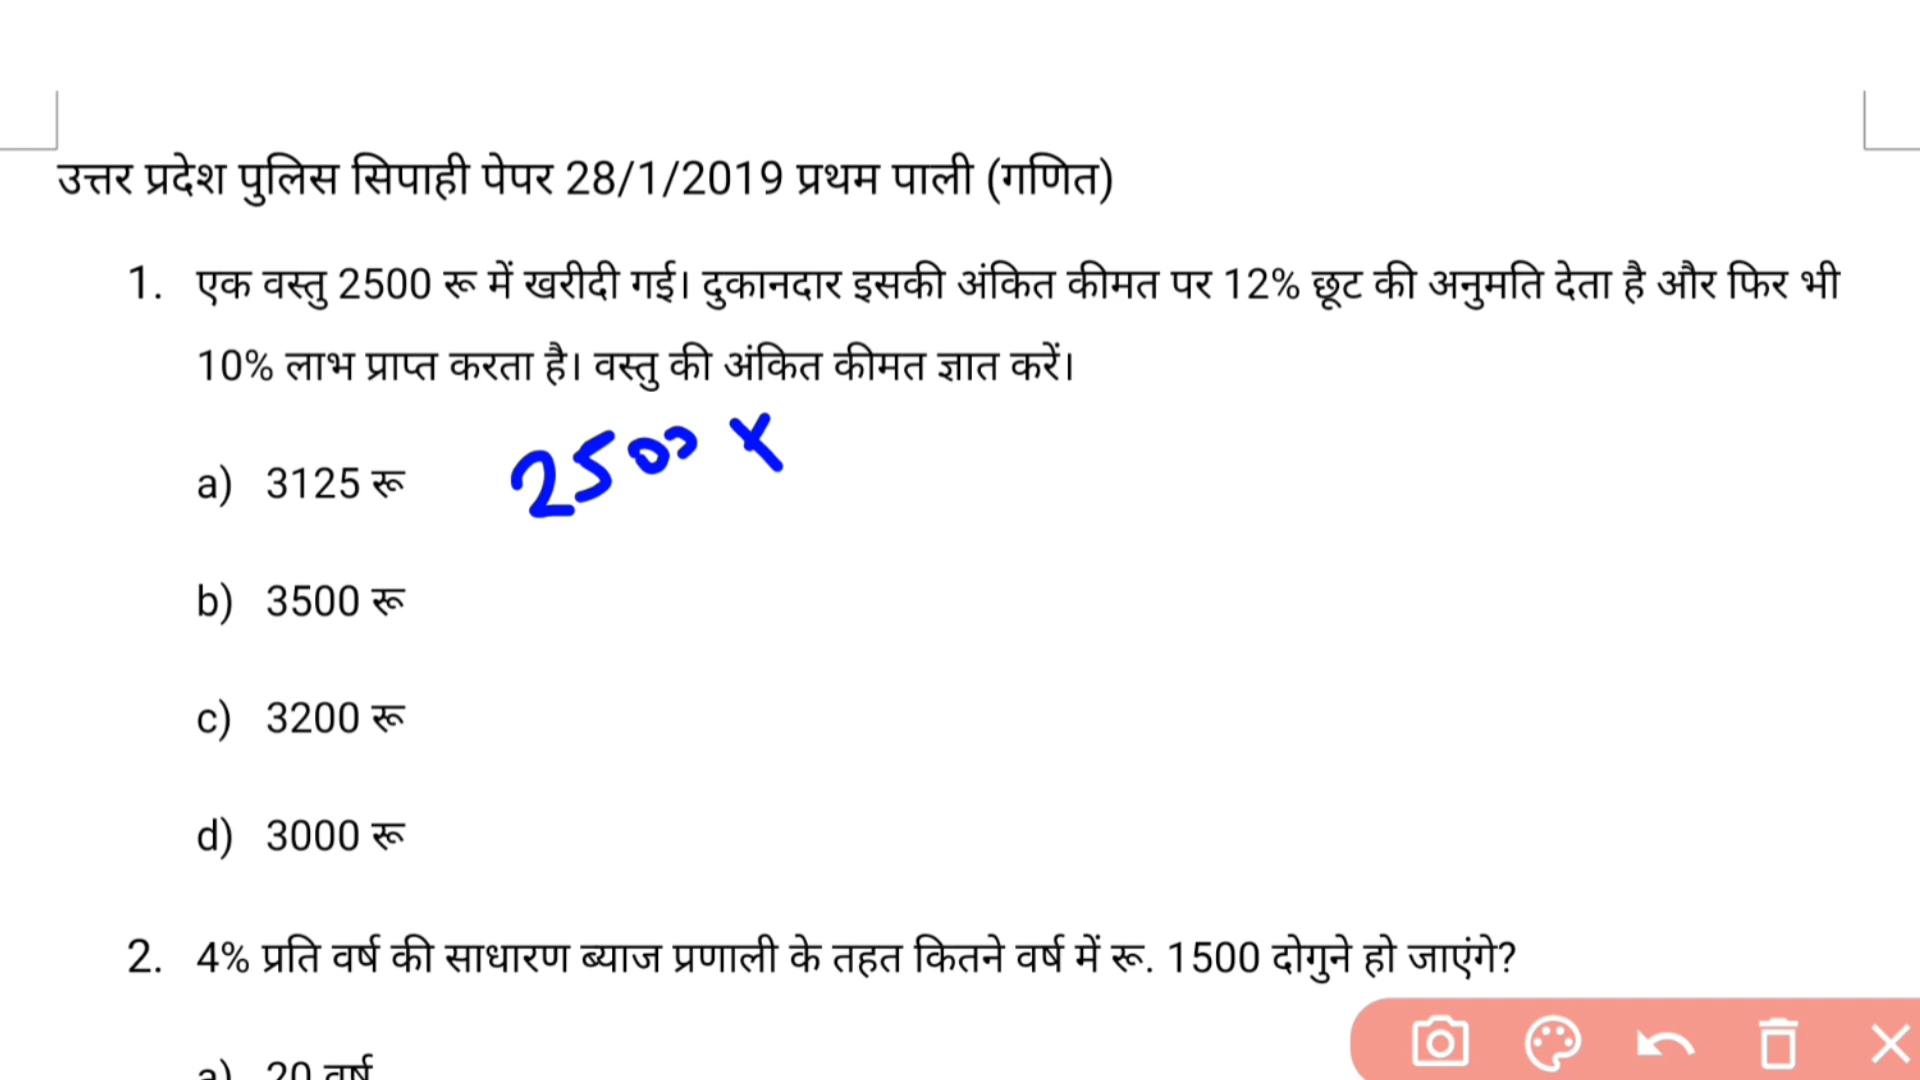 उत्तर प्रदेश पुलिस सिपाही पेपर 28/1/2019 प्रथम पाली (गणित)
1. एक वस्तु 2500 रू में खरीदी गई। दुकानदार इसकी अंकित कीमत पर 12% छूट की अनुमति देता है और फिर भी
10% लाभ प्राप्त करता है। वस्तु की अंकित कीमत ज्ञात करें।
2500 x
a) 3125 रू
b) 3500 रू
c) 3200 रू
d) 3000 रू
2. 4% प्रति वर्ष की साधारण ब्याज प्रणाली के तहत कितने वर्ष में रू. 1500 दोगुने हो जाएंगे?
a) 20 वर्ष